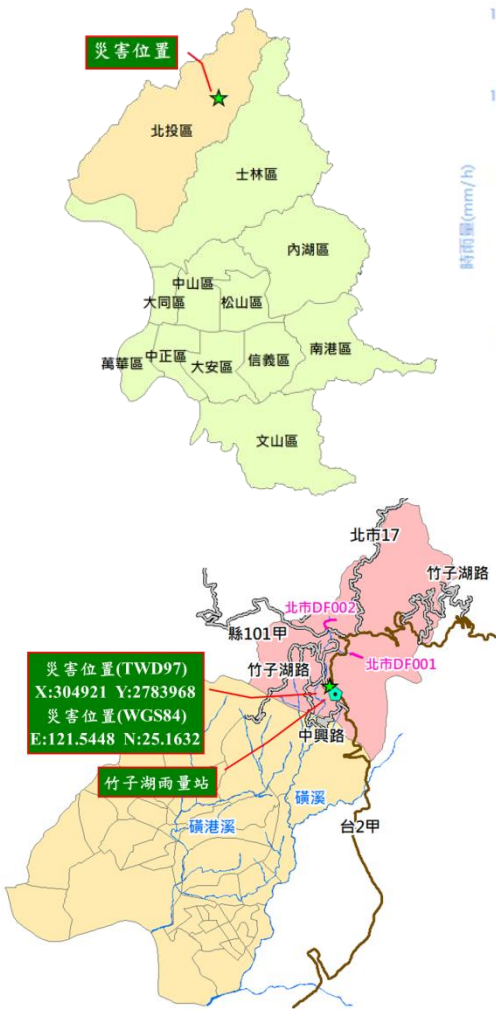 災害位置
北投區
士林區
內湖區
中山區
大同區
松山區
南港區
萬華區
中正區
大安區
信義區
文山區
時雨量(mm/h)
1
1
北市17
竹子湖路
北市DF002
縣101甲
北市DF001
災害位置(TWD97)
X:304921 Y:2783968
災害位置(WGS84)
E:121.5448 N:25.1632
竹子湖路
中興路
竹子湖雨量站
磺溪
磺港溪
台2甲